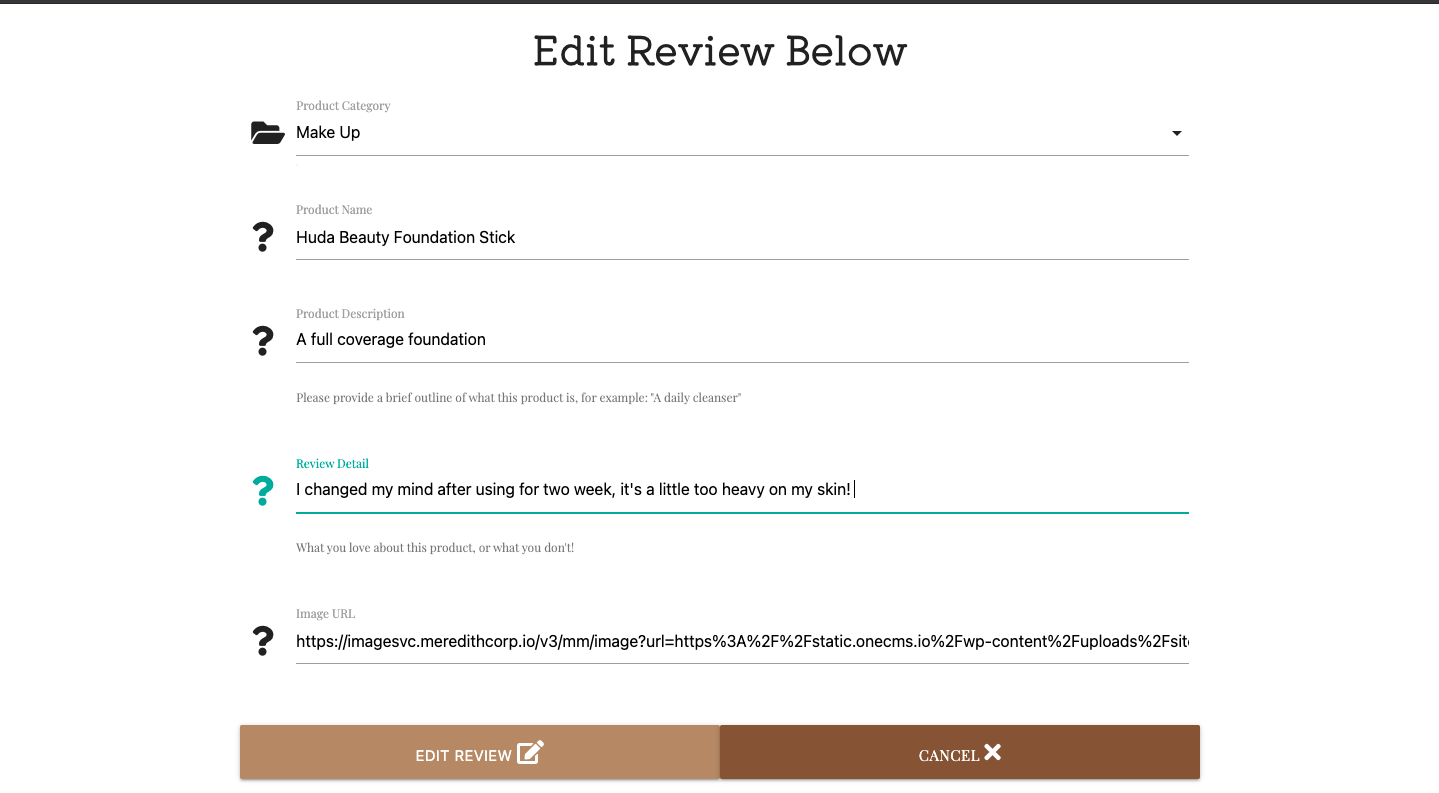 Edit Review Below
Product Category
Make Up
Product Name
Huda Beauty Foundation Stick
Product Description
A full coverage foundation
Please provide a brief outline of what this product is, for example: "A daily cleanser"
Review Detail
I changed my mind after using for two week, it's a little too heavy on my skin!
What you love about this product, or what you don't!
Image URL
https://imagesvc.meredithcorp.io/v3/mm/image?url=https%3A%2F%2Fstatic.onecms.io%2Fwp-content%2Fuploads%2Fsit
EDIT REVIEW
CANCEL